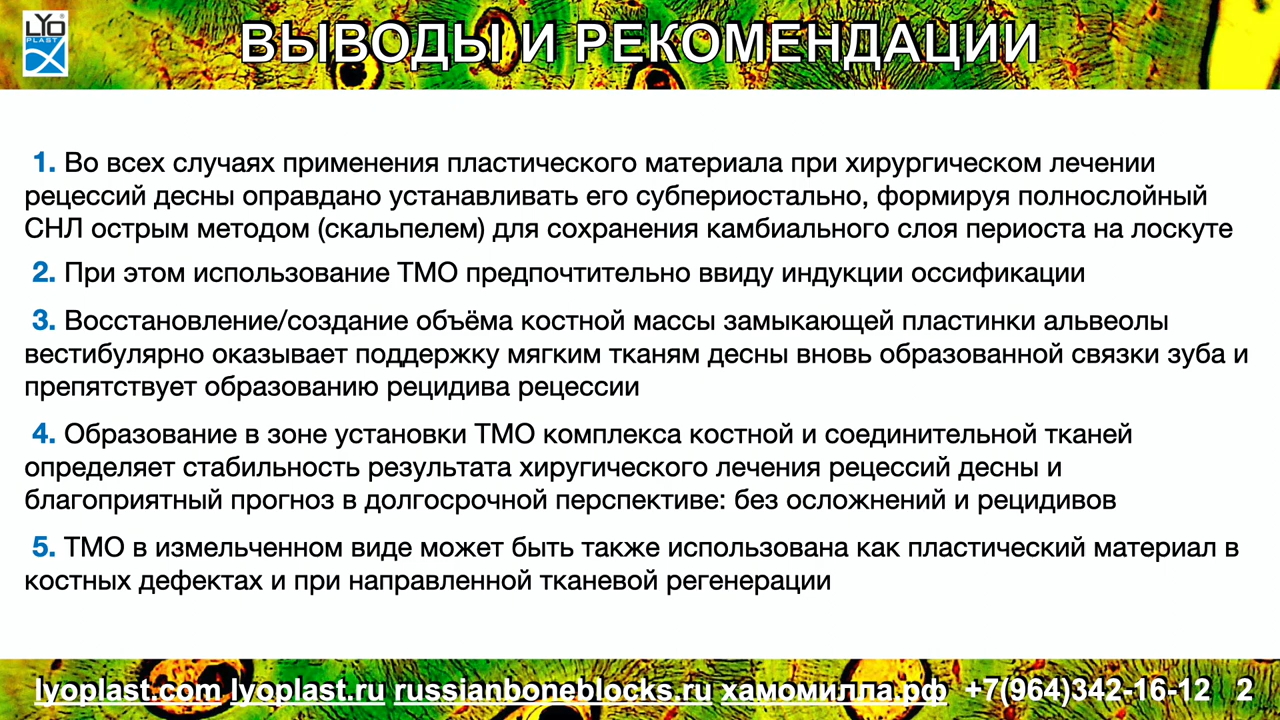 LYO
PLAST
ВЫВОДЫ И РЕКОМЕНДАЦИИ
1. Во всех случаях применения пластического материала при хирургическом лечении
рецессий десны оправдано устанавливать его субпериостально, формируя полнослойный
СНЛ острым методом (скальпелем) для сохранения камбиального слоя периоста на лоскуте
2. При этом использование ТМО предпочтительно ввиду индукции оссификации
3. Восстановление/создание объёма костной массы замыкающей пластинки альвеолы
вестибулярно оказывает поддержку мягким тканям десны вновь образованной связки зуба и
препятствует образованию рецидива рецессии
4. Образование в зоне установки ТМО комплекса костной и соединительной тканей
определяет стабильность результата хиругического лечения рецессий десны и
благоприятный прогноз в долгосрочной перспективе: без осложнений и рецидивов
5. ТМО в измельченном виде может быть также использована как пластический материал в
костных дефектах и при направленной тканевой регенерации
lyoplast.com lyoplast.ru russianboneblocks.ru хамомилла.рф +7(964)342-16-12 2